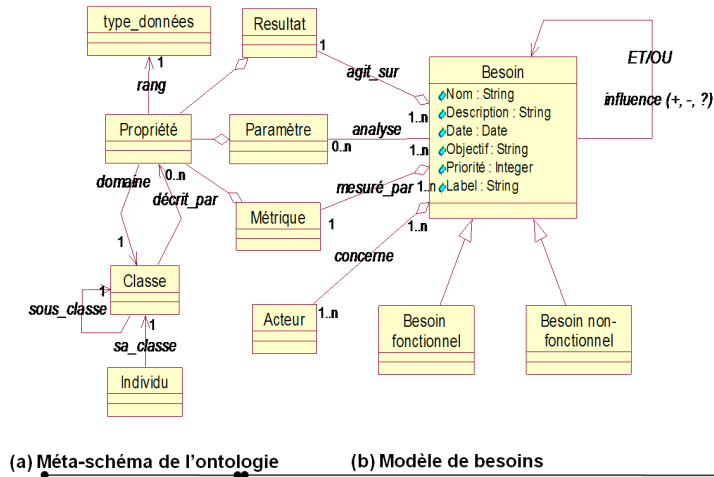 type_données
1
rang
Propriété
0..n
domaine
décrit_par
1
Classe
1
sous_classe
1
sa_classe
Individu
Resultat
1
agit_sur
1..n
Paramètre
analyse
0..n
1..n
Métrique
mesuré_par
1..n
1
concerne
1..n
Acteur
1..n
Besoin
Nom : String
Description : String
Date : Date
Objectif : String
Priorité : Integer
Label : String
ET/OU
influence (+, -, ?)
Besoin
fonctionnel
Besoin non-
fonctionnel
(a) Méta-schéma de l'ontologie
(b) Modèle de besoins